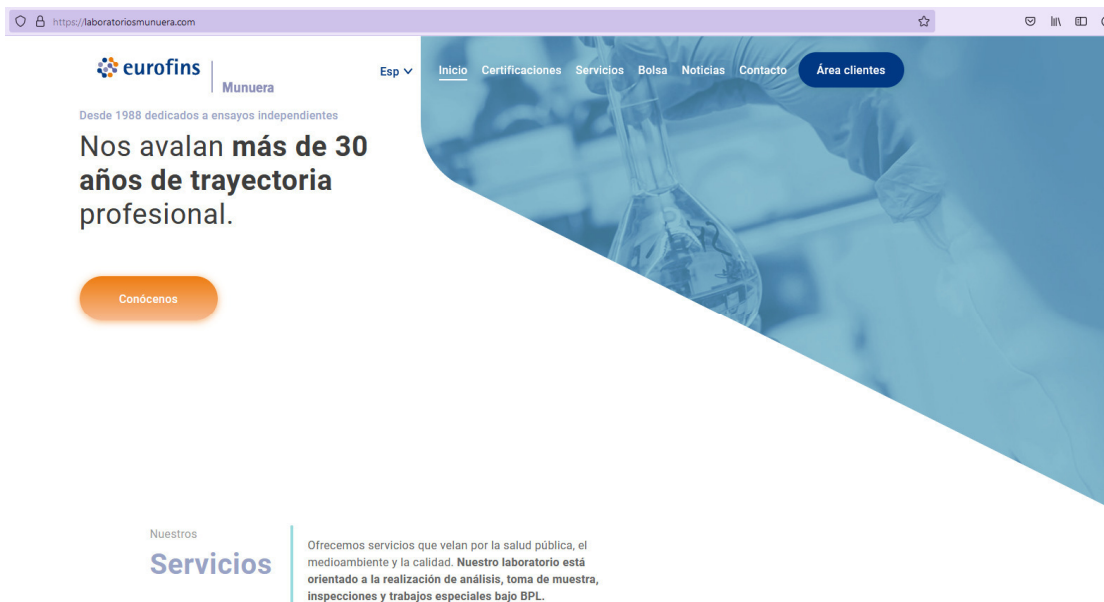 https://laboratoriosmunuera.com
eurofins
Munuera
Esp
Inicio Certificaciones Servicios Bolsa Noticias Contacto Área clientes
Desde 1988 dedicados a ensayos independientes
Nos avalan más de 30
años de trayectoria
profesional.
Conócenos
Nuestros
Servicios
Ofrecemos servicios que velan por la salud pública, el
medioambiente y la calidad. Nuestro laboratorio está
orientado a la realización de análisis, toma de muestra,
inspecciones y trabajos especiales bajo BPL.